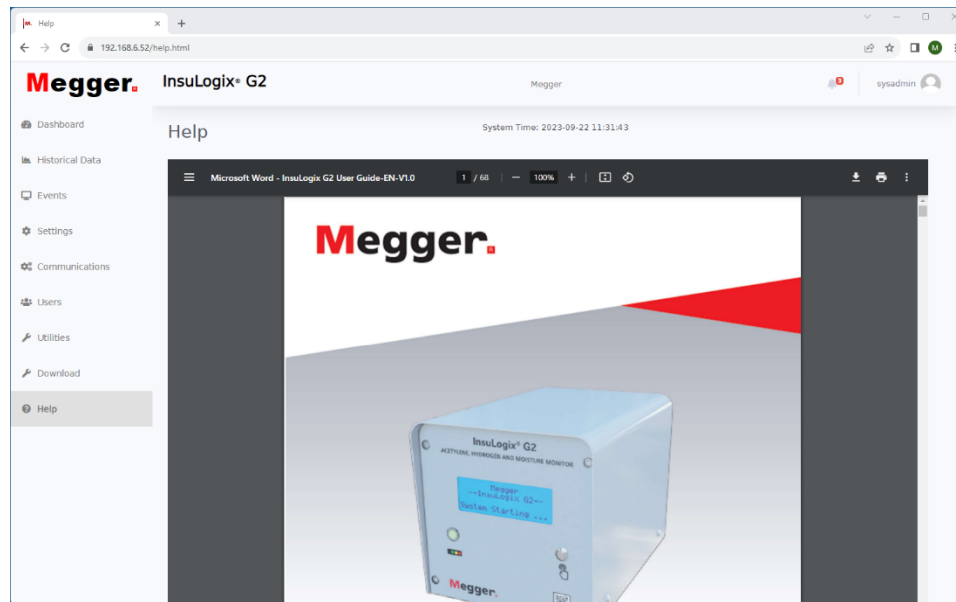 M. Help
192.168.6.52/help.html
M
Megger.
InsuLogix® G2
Megger
3
sysadmin
Dashboard
Historical Data
Events
Settings
Communications
Users
Utilities
Download
Help
Help
System Time: 2023-09-22 11:31:43
Microsoft Word - InsuLogix G2 User Guide-EN-V1.0
1 / 68
100%
Megger.
InsuLogix® G2
ACETYLENE, HYDROGEN AND MOISTURE MONITOR
Megger
--InsuLogix G2--
System Starting ...
Megger.